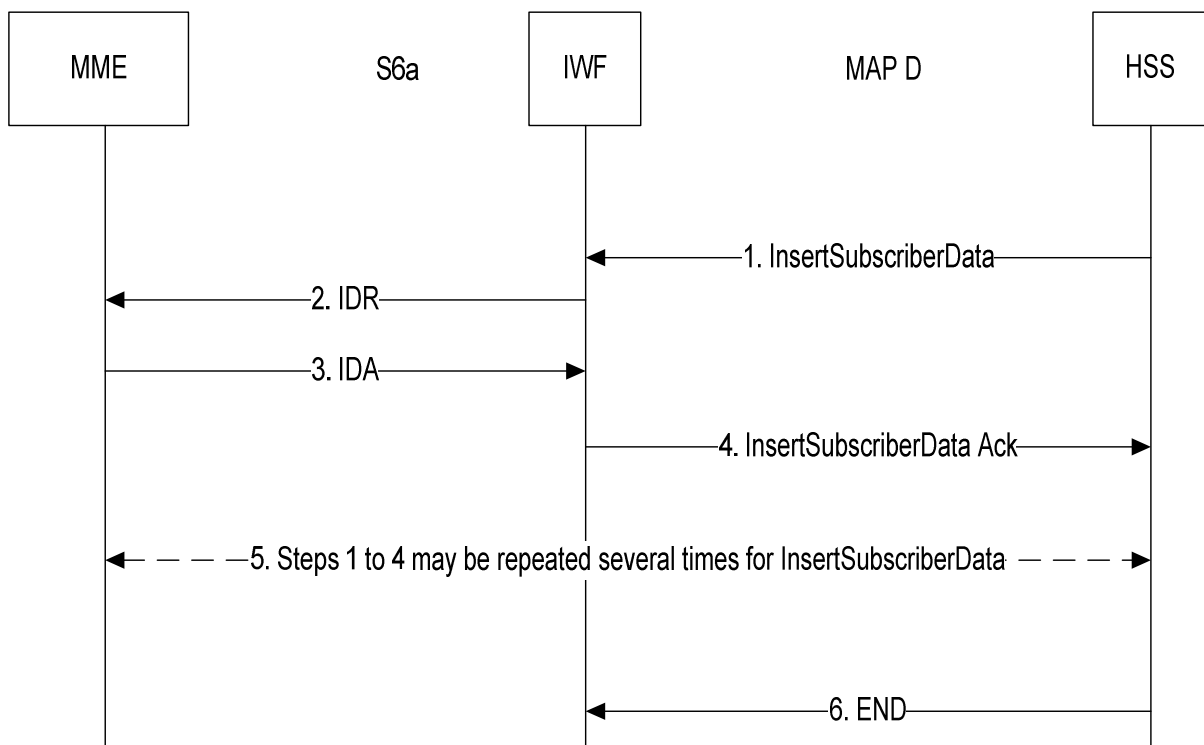 MME
S6a
IWF
MAP D
HSS
1. InsertSubscriberData
2. IDR
3. IDA
4. InsertSubscriberData Ack
5. Steps 1 to 4 may be repeated several times for InsertSubscriberData
6. END